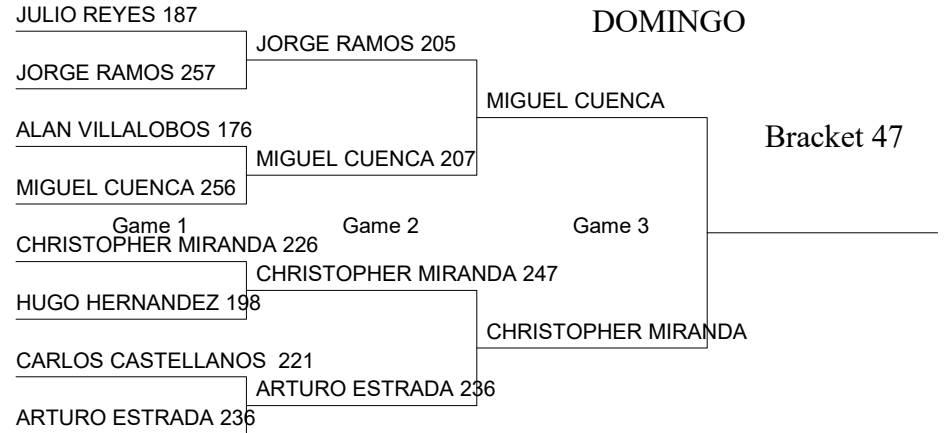 JULIO REYES 187
DOMINGO
JORGE RAMOS 205
JORGE RAMOS 257
MIGUEL CUENCA
ALAN VILLALOBOS 176
Bracket 47
MIGUEL CUENCA 207
MIGUEL CUENCA 256
Game 1
Game 2
Game 3
CHRISTOPHER MIRANDA 226
CHRISTOPHER MIRANDA 247
HUGO HERNANDEZ 198
CHRISTOPHER MIRANDA
CARLOS CASTELLANOS  221
ARTURO ESTRADA 236
ARTURO ESTRADA 236